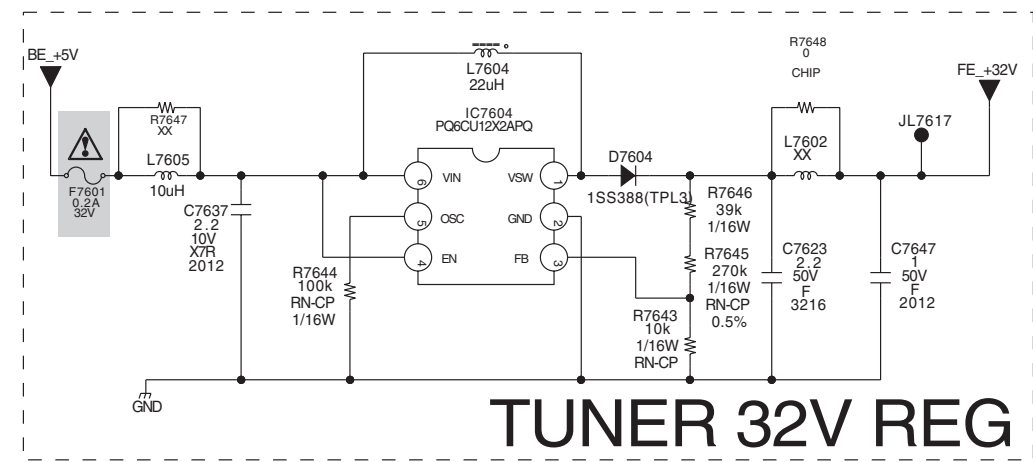 BE_+5V
F7601
0.2A
32V
R7647
XX
L7605
10uH
C7637
2.2
10V
X7R
2012
R7644
100k
RN-CP
1/16W
L7604
22uH
IC7604
PQ6CU12X2APQ
6
VIN
5
OSC
4
EN
VSW
1
GND
2
FB
3
D7604
1SS388(TPL3)
R7646
39k
1/16W
R7645
270k
1/16W
RN-CP
0.5%
R7643
10k
1/16W
RN-CP
R7648
0
CHIP
L7602
XX
C7623
2.2
50V
F
3216
JL7617
FE_+32V
C7647
1
50V
F
2012
GND
TUNER 32V REG